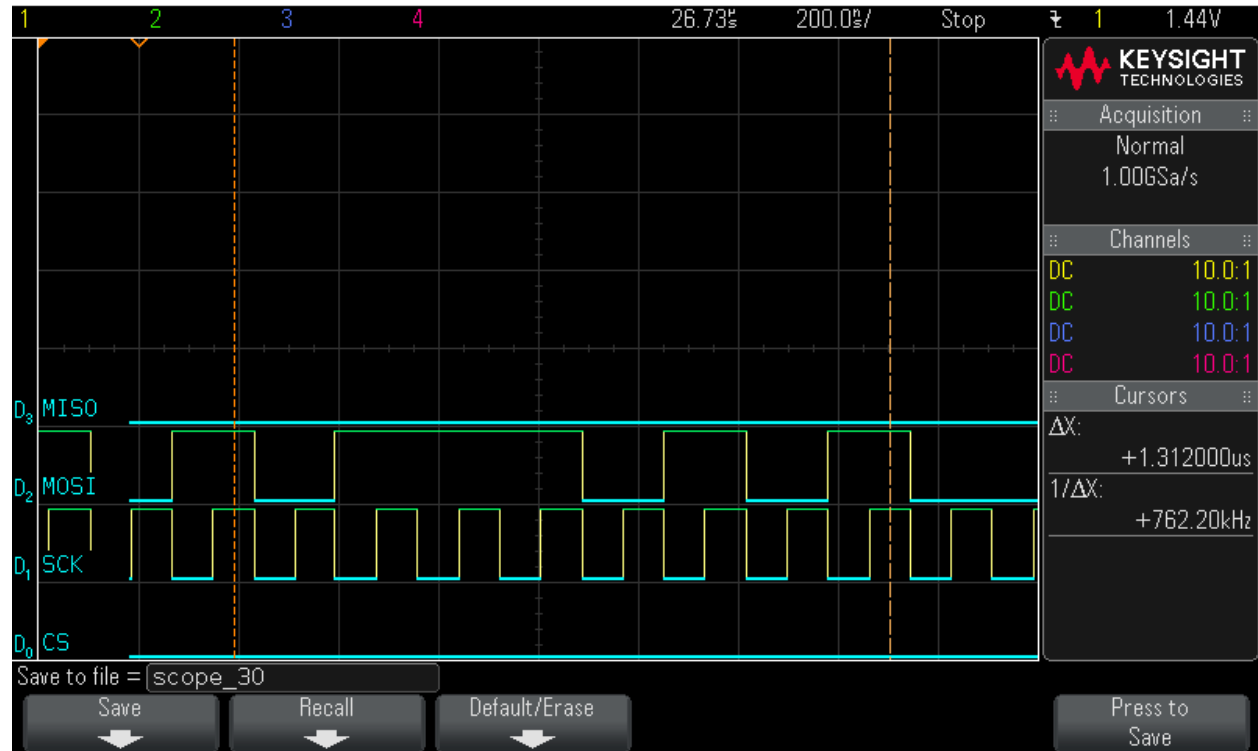 1 2 3 4 26.73µs 200.0ns/ Stop 1 1.44V
KEYSIGHT
TECHNOLOGIES
Acquisition
Normal
1.00GSa/s
Channels
DC 10.0:1
DC 10.0:1
DC 10.0:1
DC 10.0:1
Cursors
ΔX:
+1.312000us
1/ΔX:
+762.20kHz
D3 MISO
D2 MOSI
D1 SCK
D0 CS
Save to file = scope_30
Save Recall Default/Erase Press to
Save